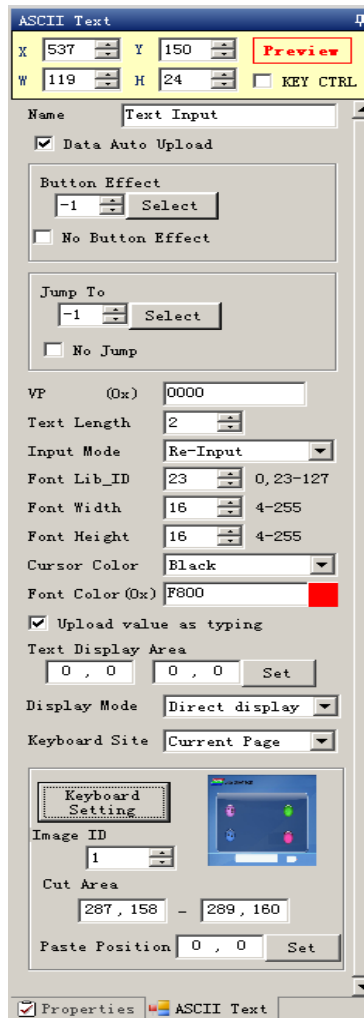 ASCII Text
X 537 Y 150 Preview
W 119 H 24 KEY CTRL
Name Text Input
Data Auto Upload
Button Effect
-1 Select
No Button Effect
Jump To
-1 Select
No Jump
VP (0x) 0000
Text Length 2
Input Mode Re-Input
Font Lib_ID 23 0,23-127
Font Width 16 4-255
Font Height 16 4-255
Cursor Color Black
Font Color(0x) F800
Upload value as typing
Text Display Area
0 , 0 0 , 0 Set
Display Mode Direct display
Keyboard Site Current Page
Keyboard
Setting
Image ID
1
Cut Area
287 , 158 - 289 , 160
Paste Position 0 , 0 Set
Properties ASCII Text